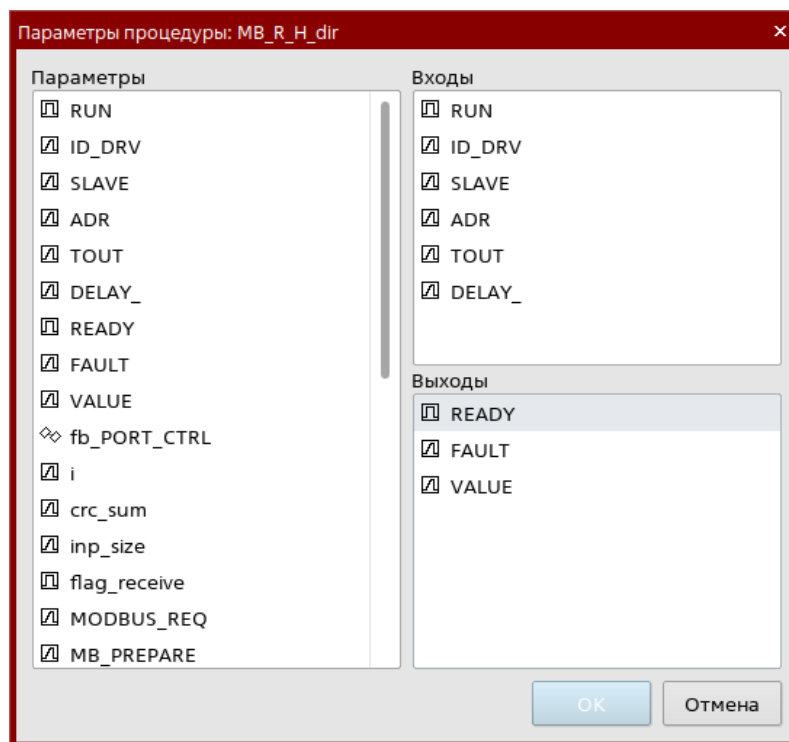 Параметры процедуры: MB_R_H_dir
Параметры
RUN
ID_DRV
SLAVE
ADR
TOUT
DELAY_
READY
FAULT
VALUE
fb_PORT_CTRL
i
crc_sum
inp_size
flag_receive
MODBUS_REQ
MB_PREPARE
Входы
RUN
ID_DRV
SLAVE
ADR
TOUT
DELAY_
Выходы
READY
FAULT
VALUE
OK
Отмена